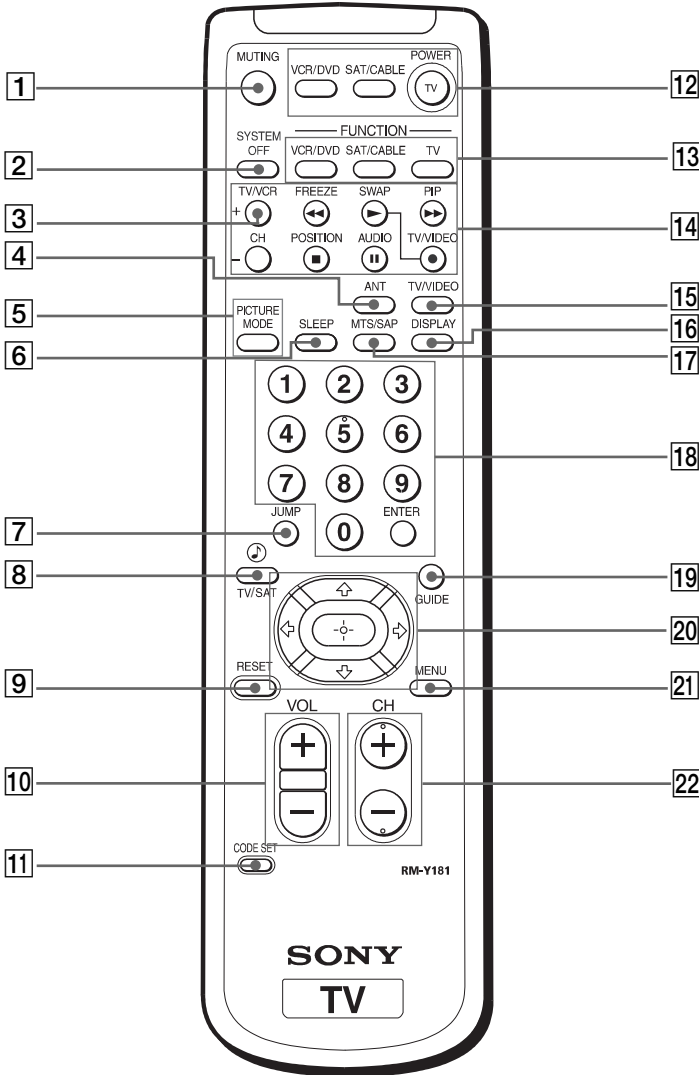 MUTING
POWER
VCR/DVD SAT/CABLE
TV
1
12
SYSTEM
OFF
FUNCTION
VCR/DVD SAT/CABLE TV
2
13
TV/VCR FREEZE SWAP PIP
+
3
14
CH POSITION AUDIO TV/VIDEO
−
4
ANT TV/VIDEO
15
5
PICTURE
MODE
SLEEP MTS/SAP DISPLAY
16
6
17
1 2 3
4 5 6
18
7 8 9
JUMP ENTER
7
0
8
TV/SAT
GUIDE
19
20
RESET
MENU
9
21
VOL CH
+ +
10
22
− −
CODE SET
11
RM-Y181
SONY
TV